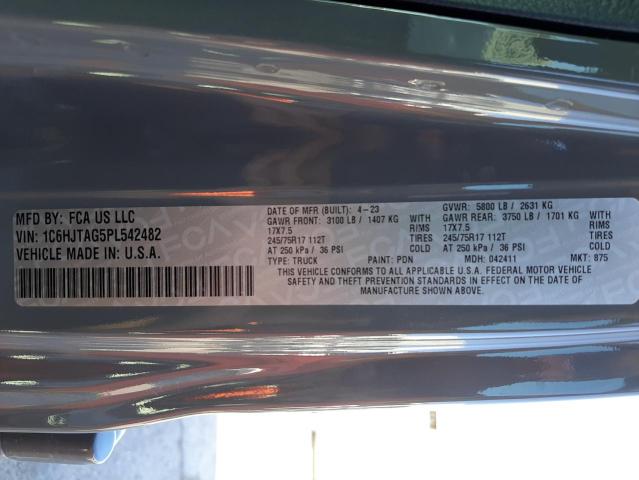 MFD BY: FCA US LLC
VIN: 1C6HJTAG5PL542482
VEHICLE MADE IN: U.S.A.
DATE OF MFR (BUILT): 4-23 GVWR: 5800 LB / 2631 KG
GAWR FRONT: 3100 LB / 1407 KG WITH GAWR REAR: 3750 LB / 1701 KG WITH
17X7.5 RIMS 17X7.5 RIMS
245/75R17 112T TIRES 245/75R17 112T TIRES
AT 250 kPa / 36 PSI AT 250 kPa / 36 PSI
TYPE: TRUCK PAINT: PDN MDH: 042411 MKT: 875
THIS VEHICLE CONFORMS TO ALL APPLICABLE U.S.A. FEDERAL MOTOR VEHICLE
SAFETY AND THEFT PREVENTION STANDARDS IN EFFECT ON THE DATE OF
MANUFACTURE SHOWN ABOVE.